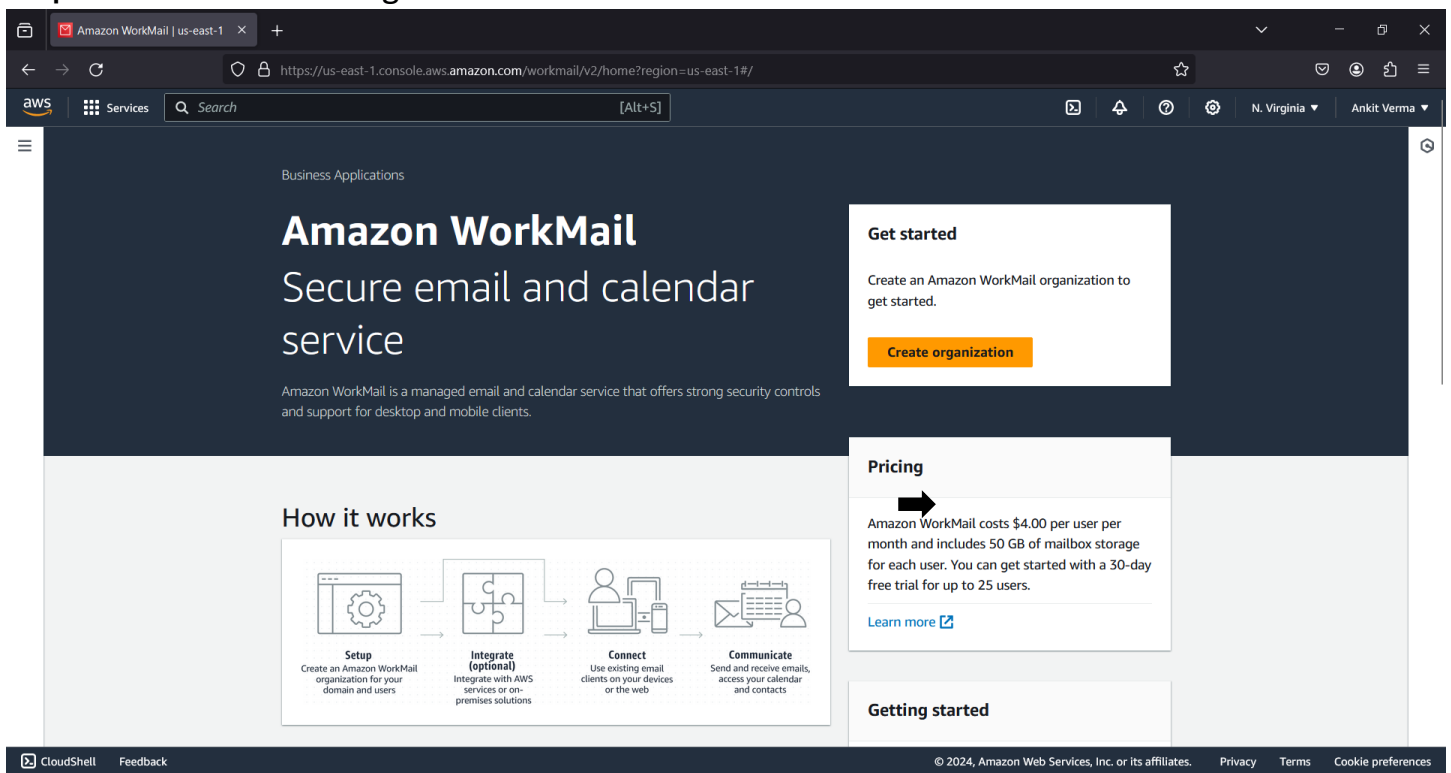 Amazon WorkMail | us-east-1
https://us-east-1.console.aws.amazon.com/workmail/v2/home?region=us-east-1#/
aws
Services
Search
[Alt+S]
N. Virginia
Ankit Verma
Business Applications
Amazon WorkMail
Secure email and calendar
service
Amazon WorkMail is a managed email and calendar service that offers strong security controls
and support for desktop and mobile clients.
Get started
Create an Amazon WorkMail organization to
get started.
Create organization
Pricing
Amazon WorkMail costs $4.00 per user per
month and includes 50 GB of mailbox storage
for each user. You can get started with a 30-day
free trial for up to 25 users.
Learn more
How it works
Setup
Create an Amazon WorkMail
organization for your
domain and users
Integrate
(optional)
Integrate with AWS
services or on-
premises solutions
Connect
Use existing email
clients on your devices
or the web
Communicate
Send and receive emails,
access your calendar
and contacts
Getting started
CloudShell
Feedback
© 2024, Amazon Web Services, Inc. or its affiliates.
Privacy
Terms
Cookie preferences